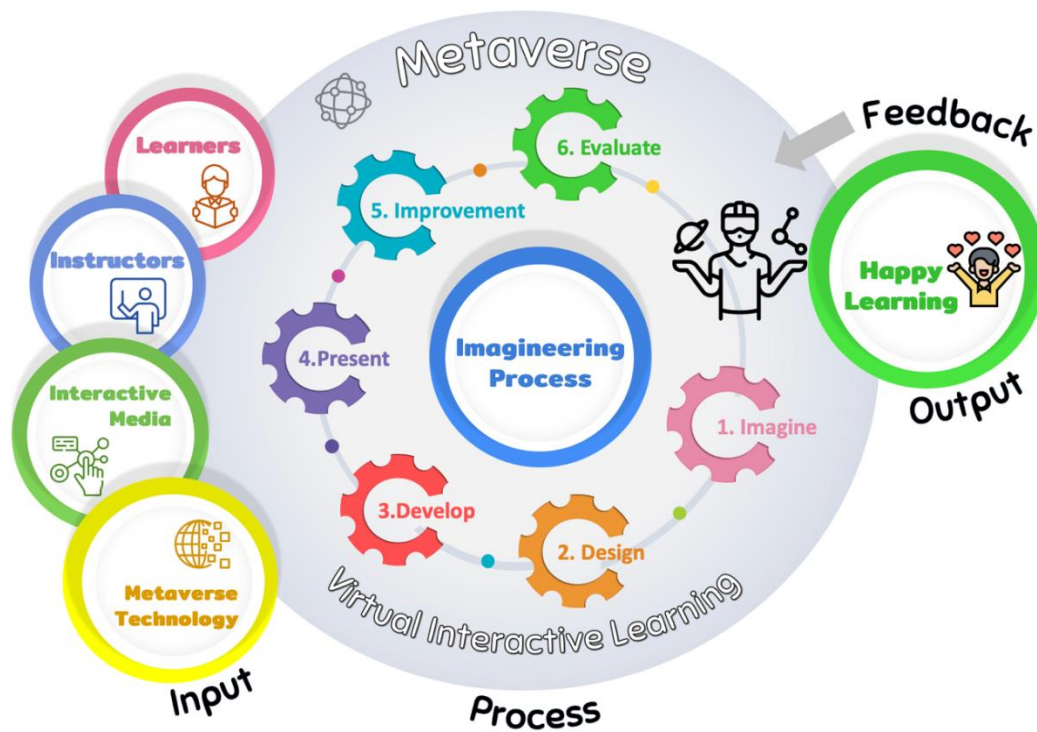 Metaverse
Learners
Instructors
Interactive
Media
Metaverse
Technology
Input
6. Evaluate
5. Improvement
4.Present
3.Develop
2. Design
1. Imagine
Imagineering
Process
Virtual Interactive Learning
Process
Feedback
Happy
Learning
Output